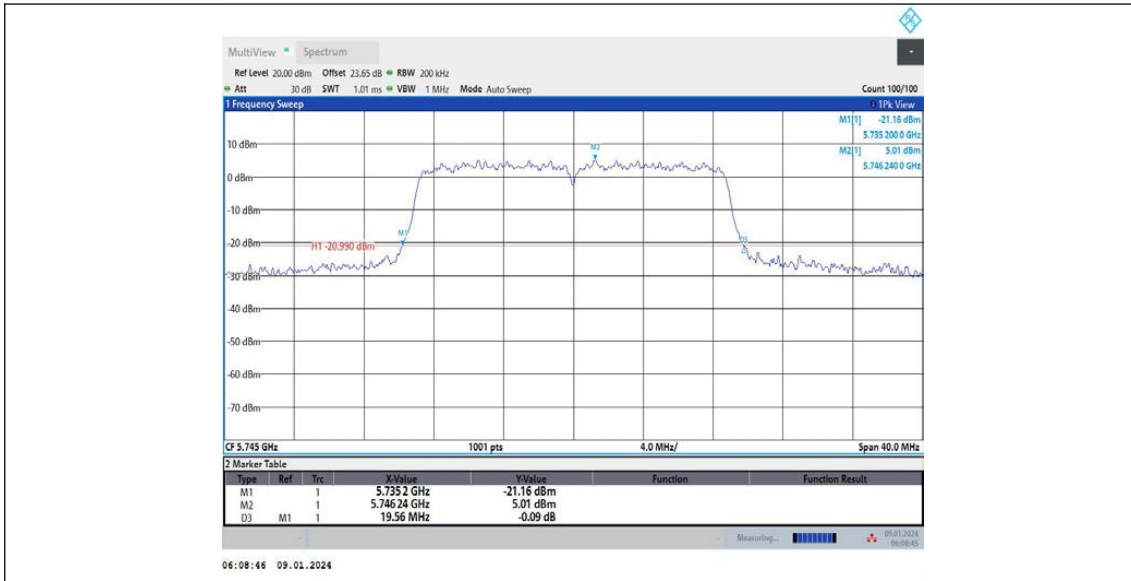 MultiView Spectrum
Ref Level 20.00 dBm Offset 23.65 dB RBW 200 kHz
Att 30 dB SWT 1.01 ms VBW 1 MHz Mode Auto Sweep Count 100/100
1 Frequency Sweep 1Pk View
M1[1] -21.16 dBm
5.735 200 0 GHz
10 dBm
M2
M2[1] 5.01 dBm
5.746 240 0 GHz
0 dBm
-10 dBm
M1
-20 dBm
H1 -20.990 dBm
D3
-30 dBm
-40 dBm
-50 dBm
-60 dBm
-70 dBm
CF 5.745 GHz 1001 pts 4.0 MHz/ Span 40.0 MHz
2 Marker Table
Type Ref Trc X-Value Y-Value Function Function Result
M1 1 5.735 2 GHz -21.16 dBm
M2 1 5.746 24 GHz 5.01 dBm
D3 M1 1 19.56 MHz -0.09 dB
Measuring... 09.01.2024
06:08:45
06:08:46 09.01.2024